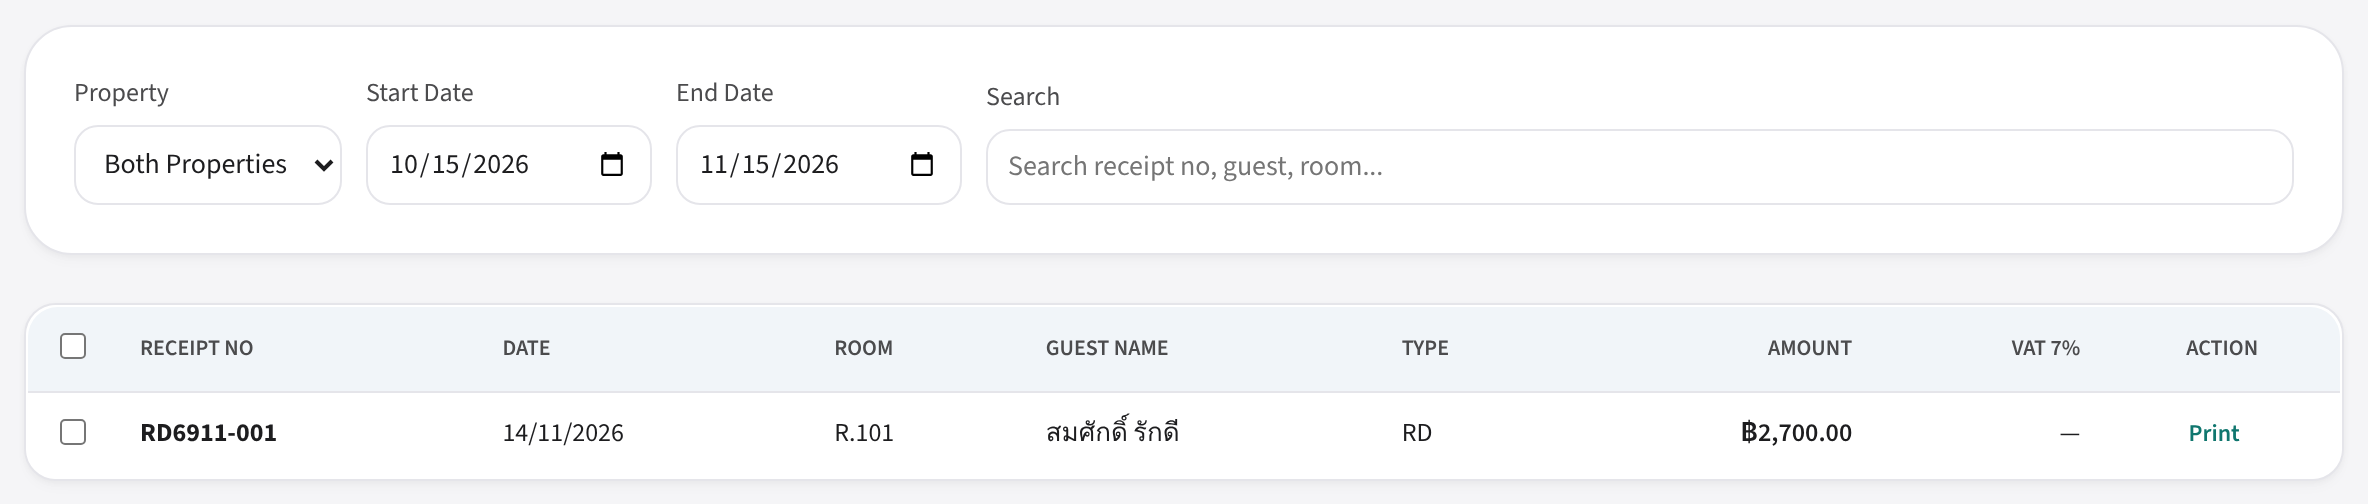 Property
Start Date
End Date
Search
Both Properties
10/15/2026
11/15/2026
Search receipt no, guest, room...
RECEIPT NO DATE ROOM GUEST NAME TYPE AMOUNT VAT 7% ACTION
RD6911-001 14/11/2026 R.101 สมศักดิ์ รักดี RD ฿2,700.00 — Print